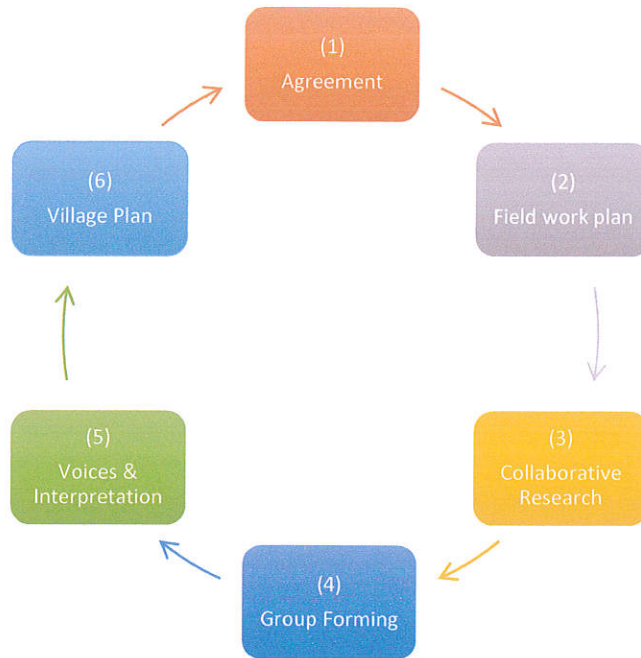 (1)
Agreement
(2)
Field work plan
(3)
Collaborative
Research
(4)
Group Forming
(5)
Voices &
Interpretation
(6)
Village Plan